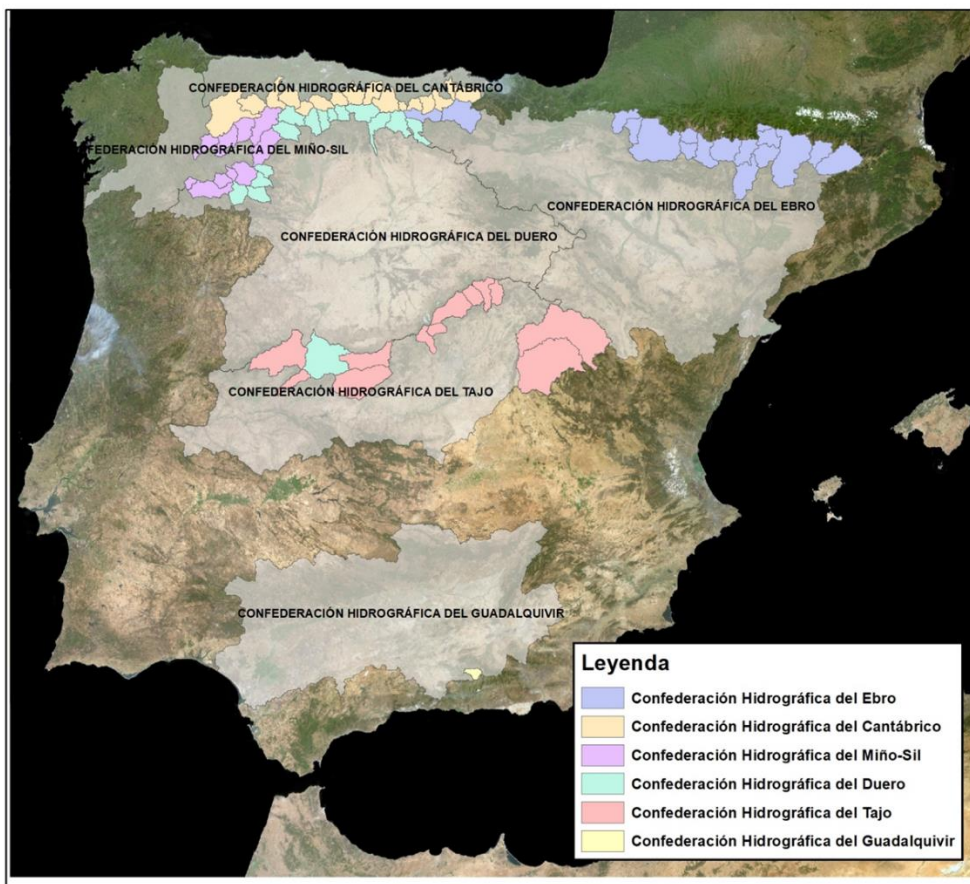 CONFEDERACIÓN HIDROGRÁFICA DEL CANTÁBRICO
FEDERACIÓN HIDROGRÁFICA DEL MIÑO-SIL
CONFEDERACIÓN HIDROGRÁFICA DEL EBRO
CONFEDERACIÓN HIDROGRÁFICA DEL DUERO
CONFEDERACIÓN HIDROGRÁFICA DEL TAJO
CONFEDERACIÓN HIDROGRÁFICA DEL GUADALQUIVIR
Leyenda
Confederación Hidrográfica del Ebro
Confederación Hidrográfica del Cantábrico
Confederación Hidrográfica del Miño-Sil
Confederación Hidrográfica del Duero
Confederación Hidrográfica del Tajo
Confederación Hidrográfica del Guadalquivir